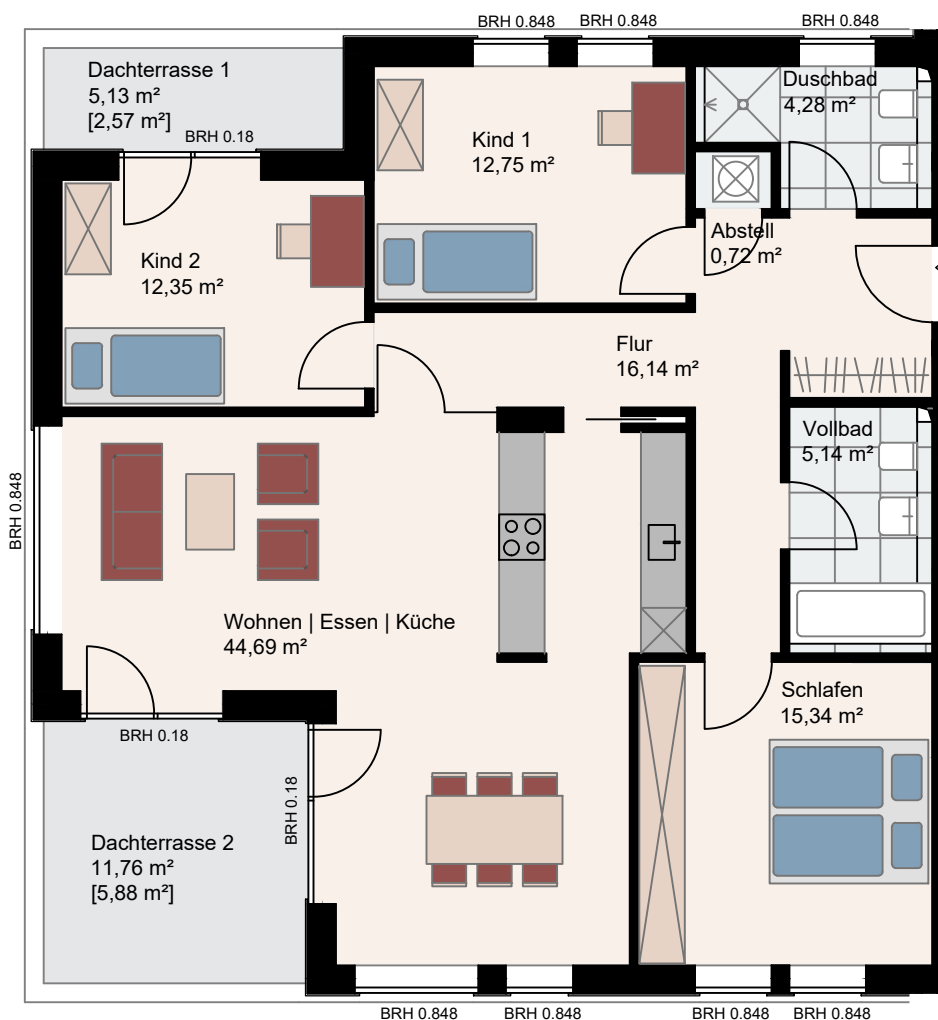 BRH 0.848
BRH 0.848
BRH 0.848
Dachterrasse 1
5,13 m²
[2,57 m²]
BRH 0.18
Kind 1
12,75 m²
Duschbad
4,28 m²
Abstell
0,72 m²
Kind 2
12,35 m²
Flur
16,14 m²
Vollbad
5,14 m²
BRH 0.848
Wohnen | Essen | Küche
44,69 m²
Schlafen
15,34 m²
BRH 0.18
BRH 0.18
Dachterrasse 2
11,76 m²
[5,88 m²]
BRH 0.848
BRH 0.848
BRH 0.848
BRH 0.848